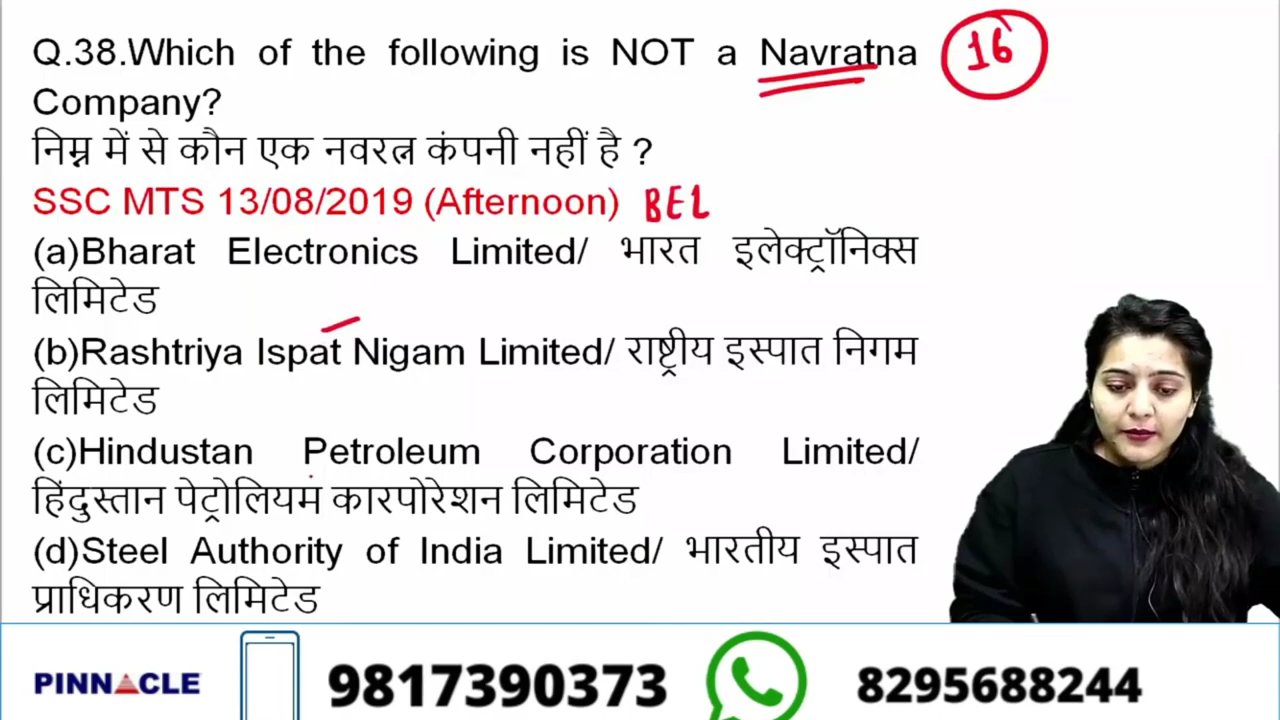 Q.38.Which of the following is NOT a Navratna
16
Company?
निम्न में से कौन एक नवरत्न कंपनी नहीं है ?
SSC MTS 13/08/2019 (Afternoon) BEL
(a)Bharat Electronics Limited/ भारत इलेक्ट्रॉनिक्स
लिमिटेड
(b)Rashtriya Ispat Nigam Limited/ राष्ट्रीय इस्पात निगम
लिमिटेड
(c)Hindustan Petroleum Corporation Limited/
हिंदुस्तान पेट्रोलियम कारपोरेशन लिमिटेड
(d)Steel Authority of India Limited/ भारतीय इस्पात
प्राधिकरण लिमिटेड
PINNACLE 9817390373 8295688244